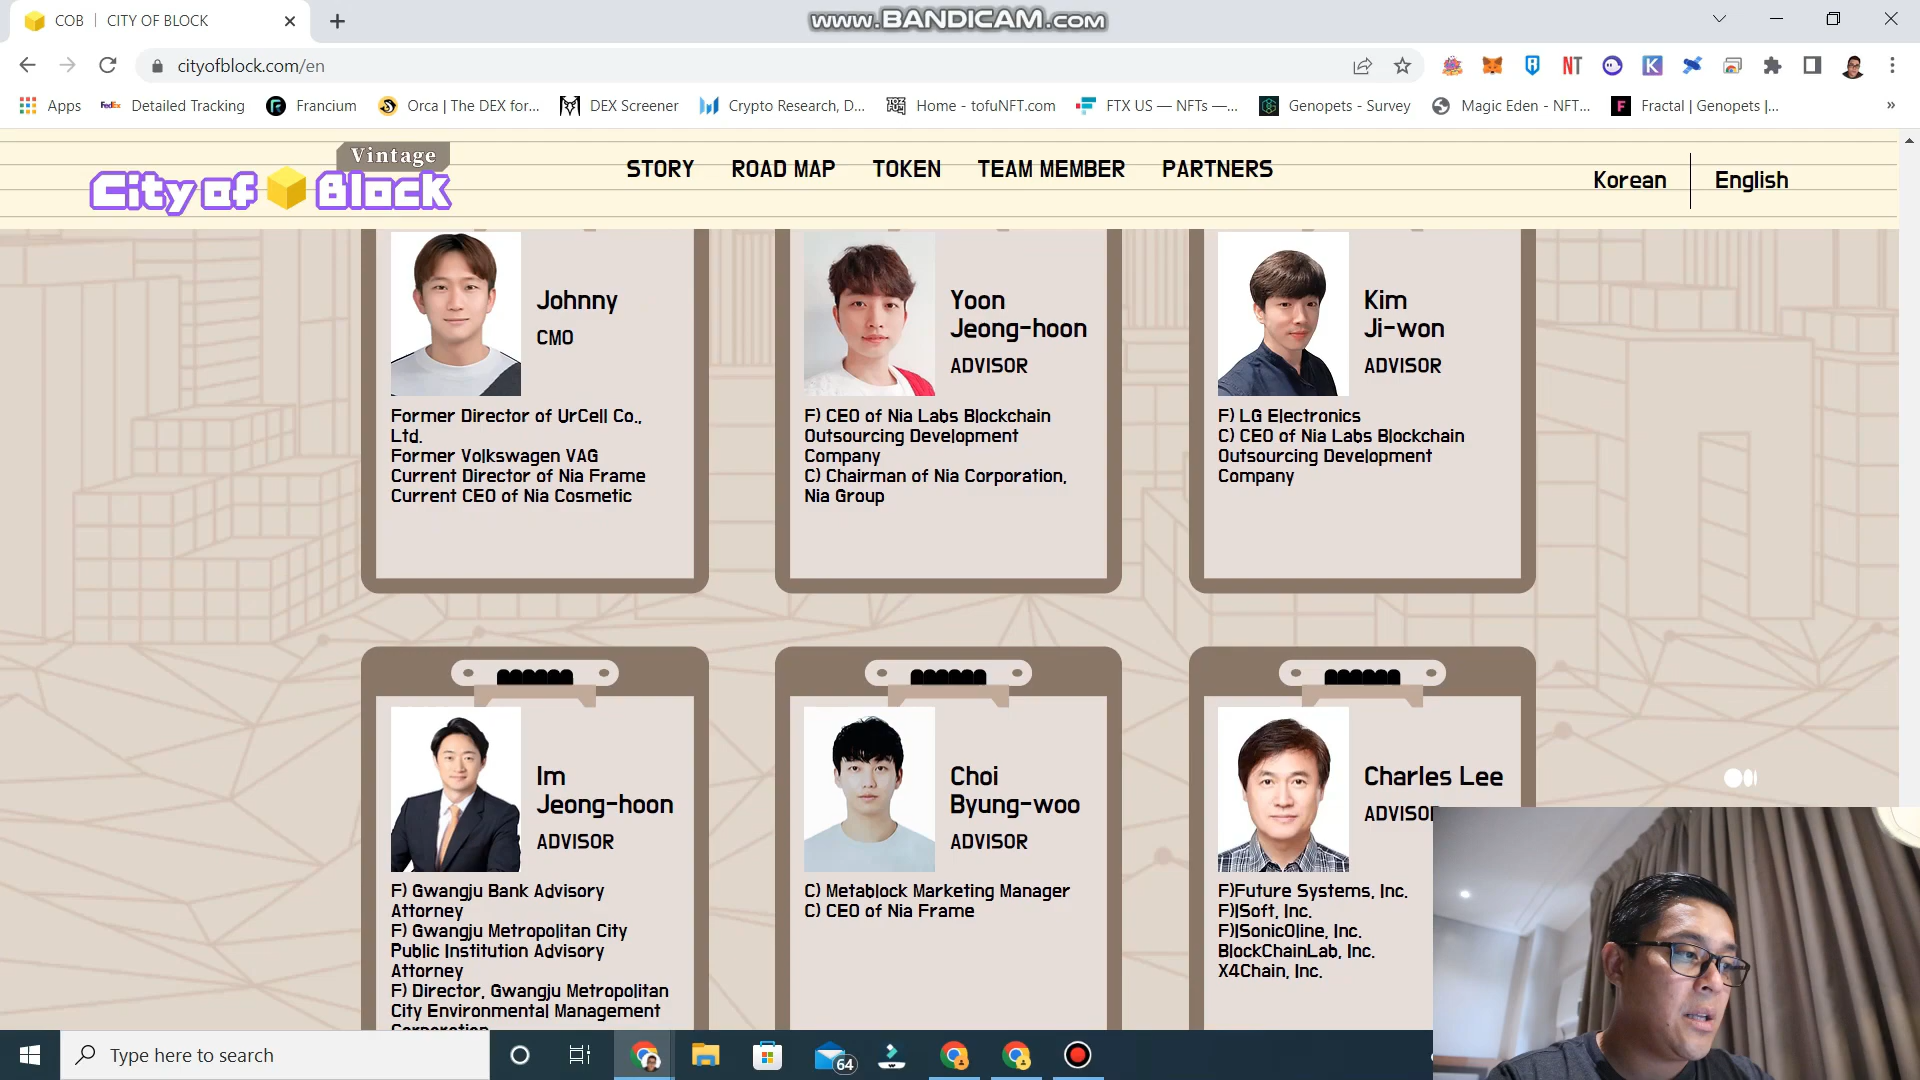 COB | CITY OF BLOCK
www.BANDICAM.com
cityofblock.com/en
Apps
FedEx Detailed Tracking
Francium
Orca | The DEX for...
DEX Screener
Crypto Research, D...
Home - tofuNFT.com
FTX US — NFTs —...
Genopets - Survey
Magic Eden - NFT...
Fractal | Genopets |...
Vintage
City of Block
STORY
ROAD MAP
TOKEN
TEAM MEMBER
PARTNERS
Korean
English
Johnny
CMO
Former Director of UrCell Co.,
Ltd.
Former Volkswagen VAG
Current Director of Nia Frame
Current CEO of Nia Cosmetic
Yoon
Jeong-hoon
ADVISOR
F) CEO of Nia Labs Blockchain
Outsourcing Development
Company
C) Chairman of Nia Corporation,
Nia Group
Kim
Ji-won
ADVISOR
F) LG Electronics
C) CEO of Nia Labs Blockchain
Outsourcing Development
Company
Im
Jeong-hoon
ADVISOR
F) Gwangju Bank Advisory
Attorney
F) Gwangju Metropolitan City
Public Institution Advisory
Attorney
F) Director, Gwangju Metropolitan
City Environmental Management
Choi
Byung-woo
ADVISOR
C) Metablock Marketing Manager
C) CEO of Nia Frame
Charles Lee
F)Future Systems, Inc.
F)ISoft, Inc.
F)ISonicOline, Inc.
BlockChainLab, Inc.
X4Chain, Inc.
Type here to search
64